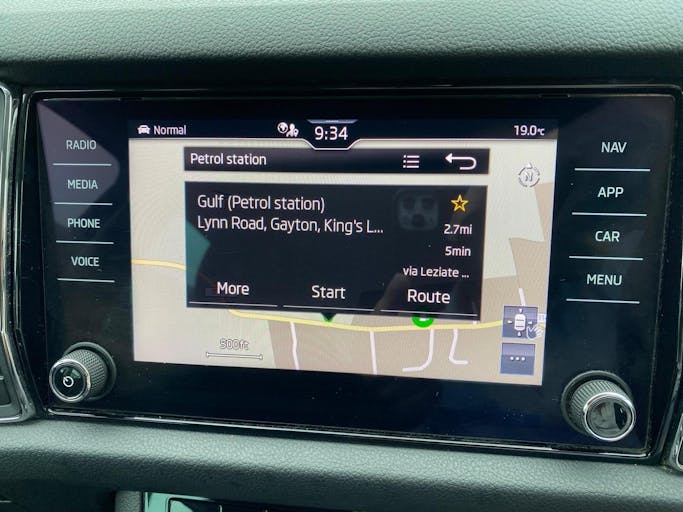 Normal
9:34
19.0°C
RADIO
MEDIA
PHONE
VOICE
Petrol station
N
Gulf (Petrol station)
Lynn Road, Gayton, King's L...
2.7mi
5min
via Leziate ...
More
Start
Route
500ft
NAV
APP
CAR
MENU